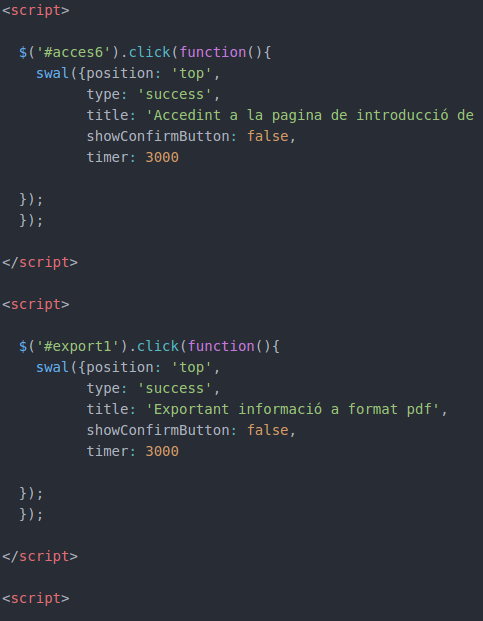 <script>
$('#acces6').click(function(){
swal({position: 'top',
type: 'success',
title: 'Accedint a la pagina de introducció de
showConfirmButton: false,
timer: 3000
});
});
</script>
<script>
$('#export1').click(function(){
swal({position: 'top',
type: 'success',
title: 'Exportant informació a format pdf',
showConfirmButton: false,
timer: 3000
});
});
</script>
<script>